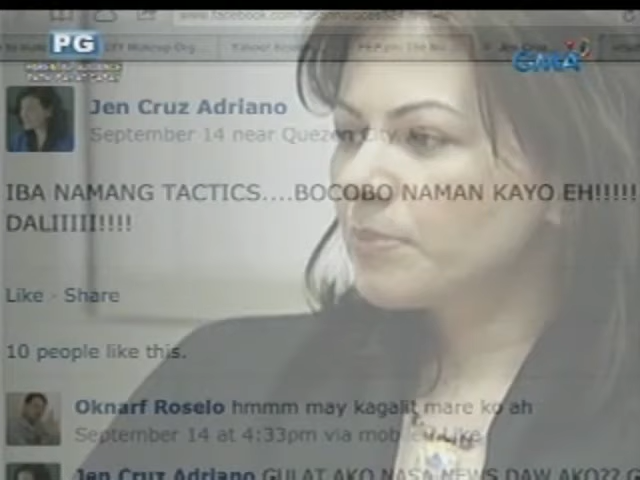 PG
GMA
Jen Cruz Adriano
September 14 near Quezon City
IBA NAMANG TACTICS....BOCOBO NAMAN KAYO EH!!!!!
DALIIIII!!!!
Like - Share
10 people like this.
Oknarf Roselo hmmm may kagalit mare ko ah
September 14 at 4:33pm via mobile Like
Jen Cruz Adriano GULAT AKO NASA NEWS DAW AKO??